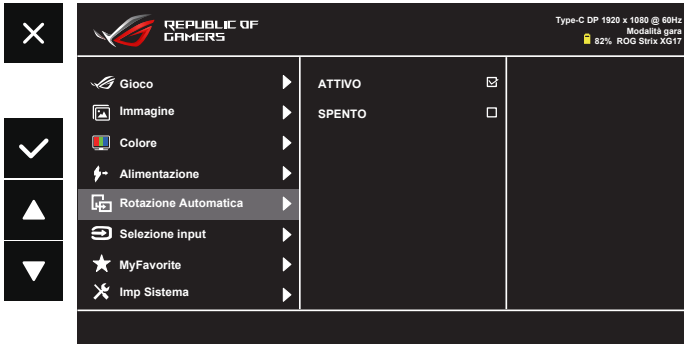 REPUBLIC OF
GAMERS
Type-C DP 1920 x 1080 @ 60Hz
Modalità gara
82% ROG Strix XG17
Gioco
Immagine
Colore
Alimentazione
Rotazione Automatica
Selezione input
MyFavorite
Imp Sistema
ATTIVO
SPENTO